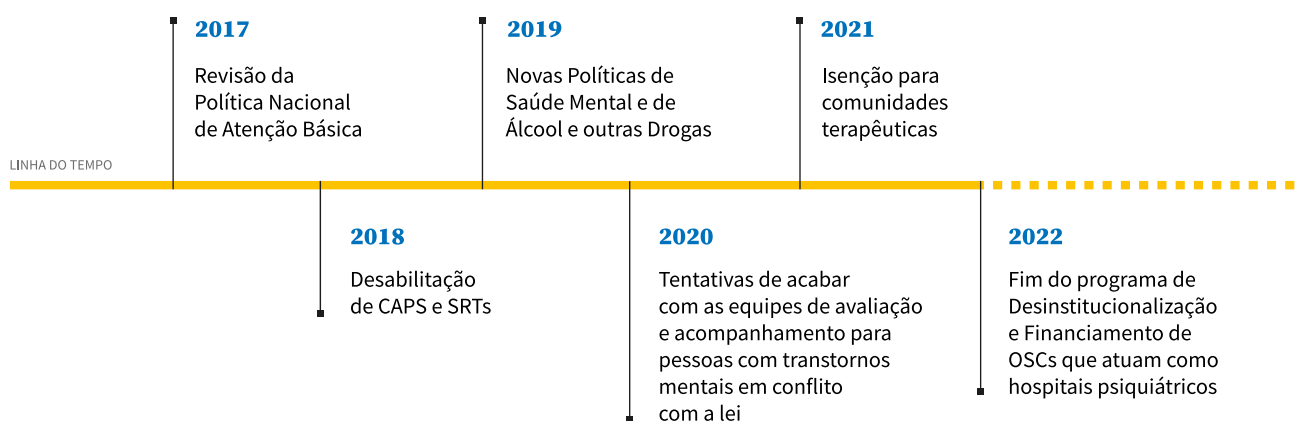 2017
Revisão da
Política Nacional
de Atenção Básica
2019
Novas Políticas de
Saúde Mental e de
Álcool e outras Drogas
2021
Isenção para
comunidades
terapêuticas
LINHA DO TEMPO
2018
Desabilitação
de CAPS e SRTs
2020
Tentativas de acabar
com as equipes de avaliação
e acompanhamento para
pessoas com transtornos
mentais em conflito
com a lei
2022
Fim do programa de
Desinstitucionalização
e Financiamento de
OSCs que atuam como
hospitais psiquiátricos